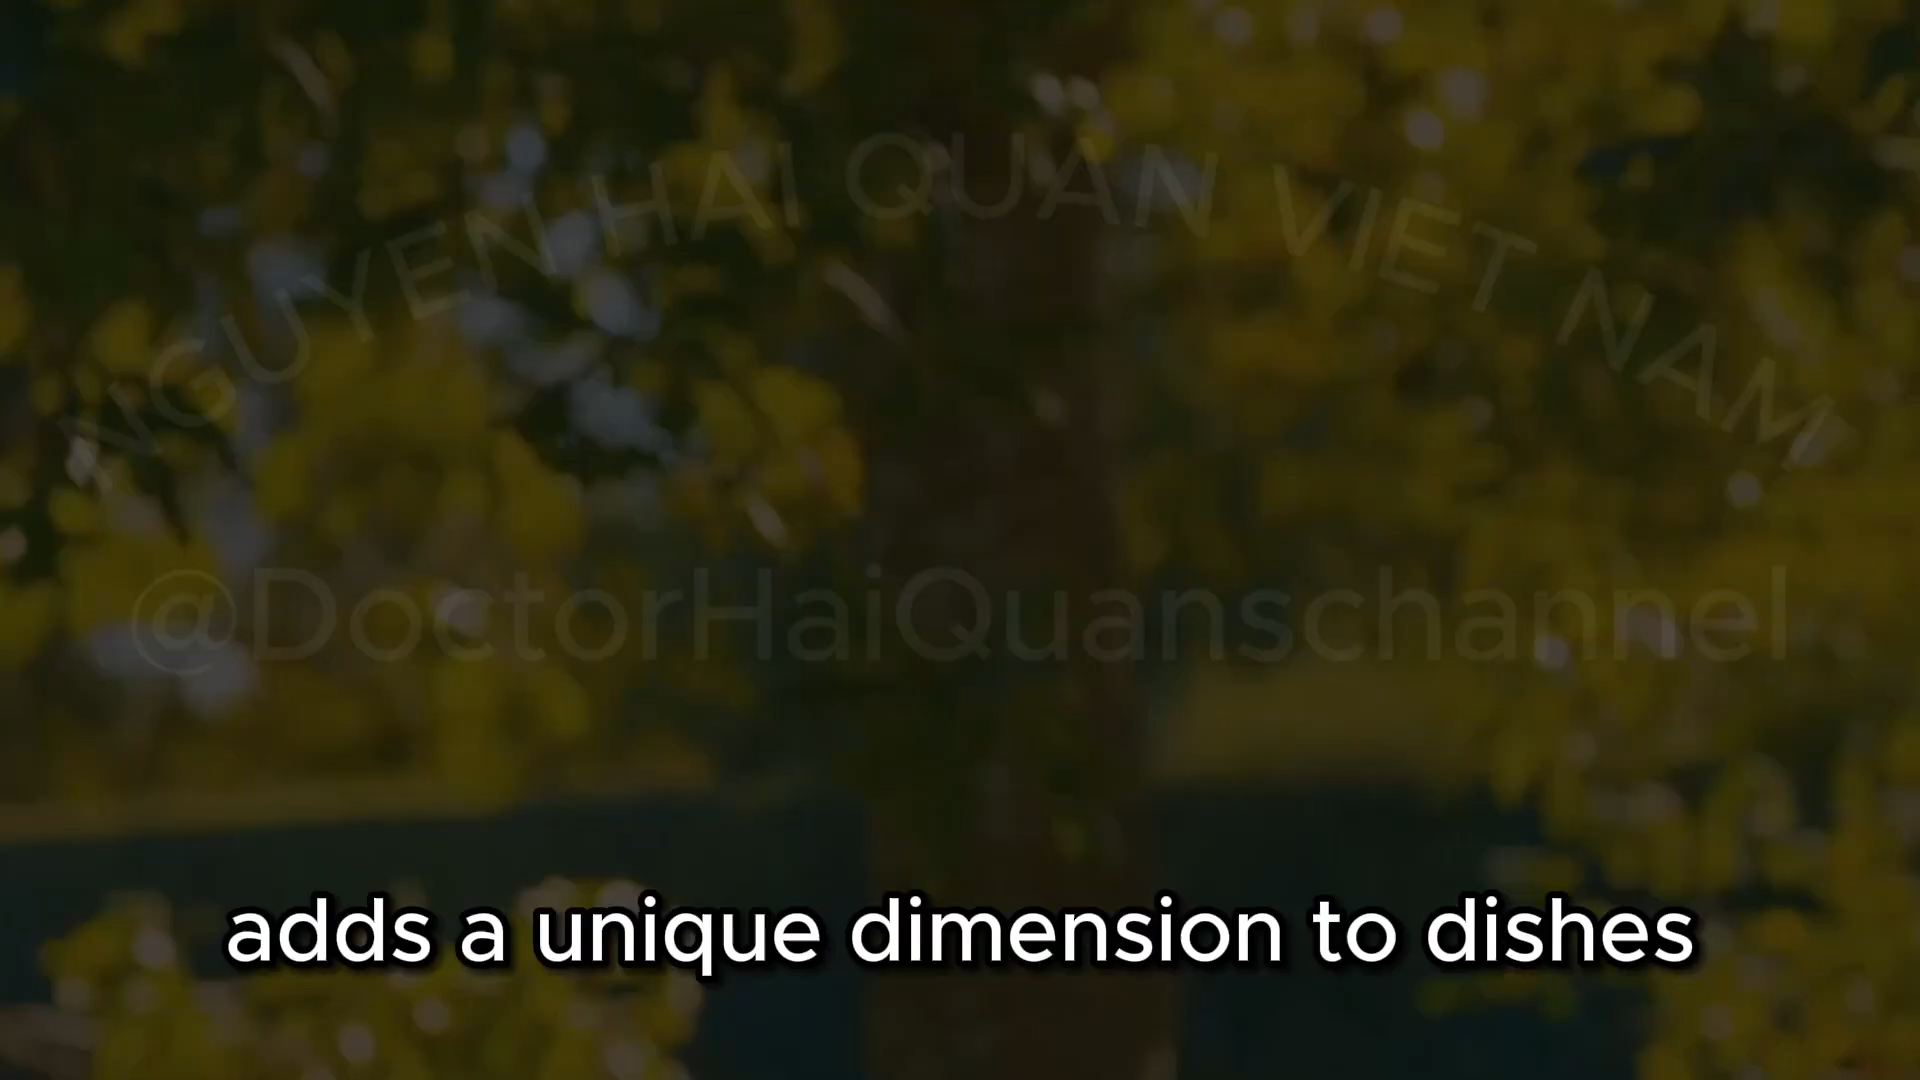 NGUYEN HAI QUAN VIET NAM
@DoctorHaiQuanschannel
adds a unique dimension to dishes